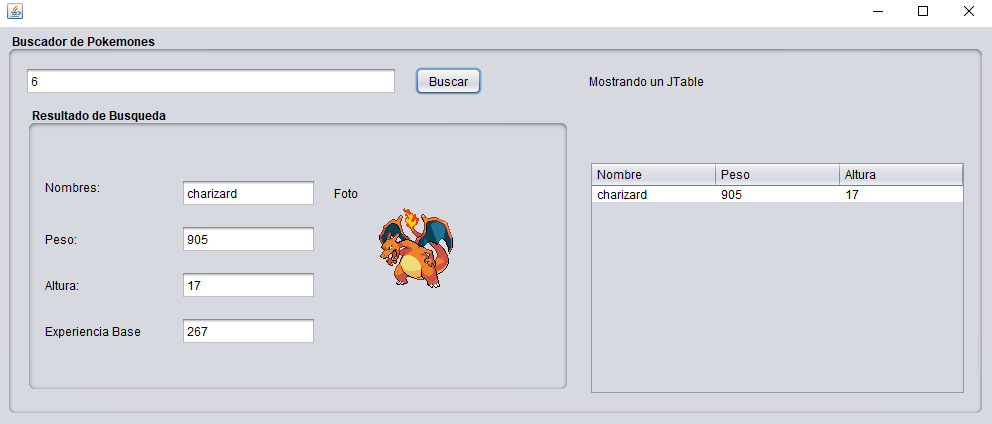 Buscador de Pokemones
6
Buscar
Mostrando un JTable
Resultado de Busqueda
Nombres:
charizard
Foto
Peso:
905
Altura:
17
Experiencia Base
267
Nombre Peso Altura
charizard 905 17